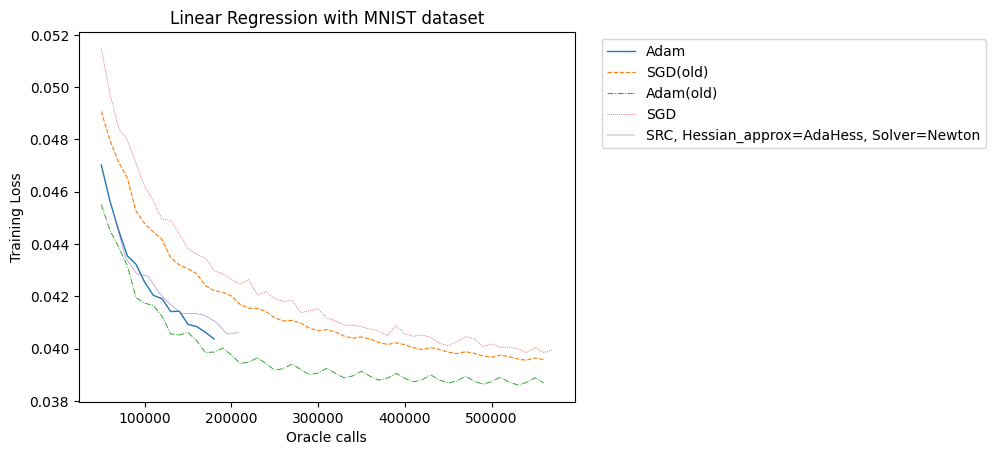 Linear Regression with MNIST dataset
Training Loss
0.052
0.050
0.048
0.046
0.044
0.042
0.040
0.038
100000
200000
300000
400000
500000
Oracle calls
Adam
SGD(old)
Adam(old)
SGD
SRC, Hessian_approx=AdaHess, Solver=Newton